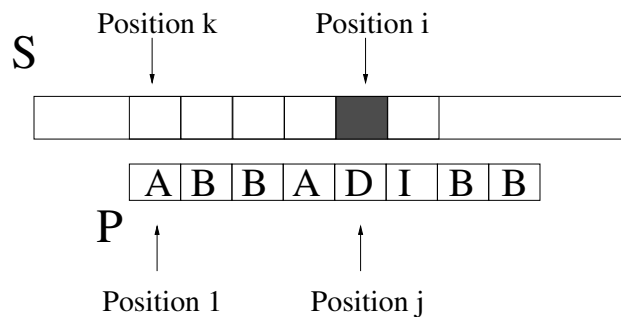 Position k Position i
S
A B B A D I B B
P
Position 1 Position j